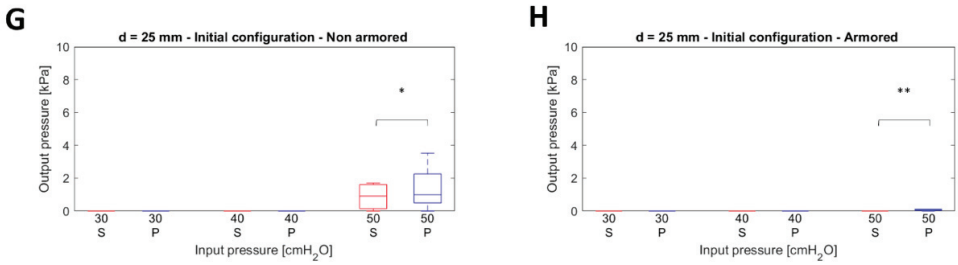 G
d = 25 mm - Initial configuration - Non armored
Output pressure [kPa]
10
8
6
4
2
0
*
30 30 40 40 50 50
S P S P S P
Input pressure [cmH2O]
H
d = 25 mm - Initial configuration - Armored
Output pressure [kPa]
10
8
6
4
2
0
**
30 30 40 40 50 50
S P S P S P
Input pressure [cmH2O]